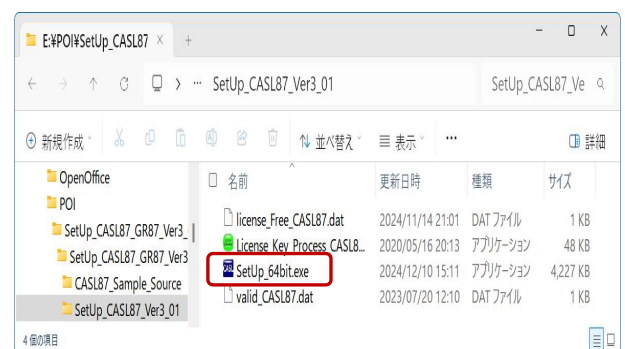 E:¥POI¥SetUp_CASL87
SetUp_CASL87_Ver3_01
SetUp_CASL87_Ve
新規作成
並べ替え
表示
詳細
OpenOffice
POI
SetUp_CASL87_GR87_Ver3_
SetUp_CASL87_GR87_Ver3
CASL87_Sample_Source
SetUp_CASL87_Ver3_01
名前 更新日時 種類 サイズ
license_Free_CASL87.dat 2024/11/14 21:01 DAT ファイル 1 KB
License_Key_Process_CASL8... 2020/05/16 20:13 アプリケーション 48 KB
SetUp_64bit.exe 2024/12/10 15:11 アプリケーション 4,227 KB
valid_CASL87.dat 2023/07/20 12:10 DAT ファイル 1 KB
4 個の項目